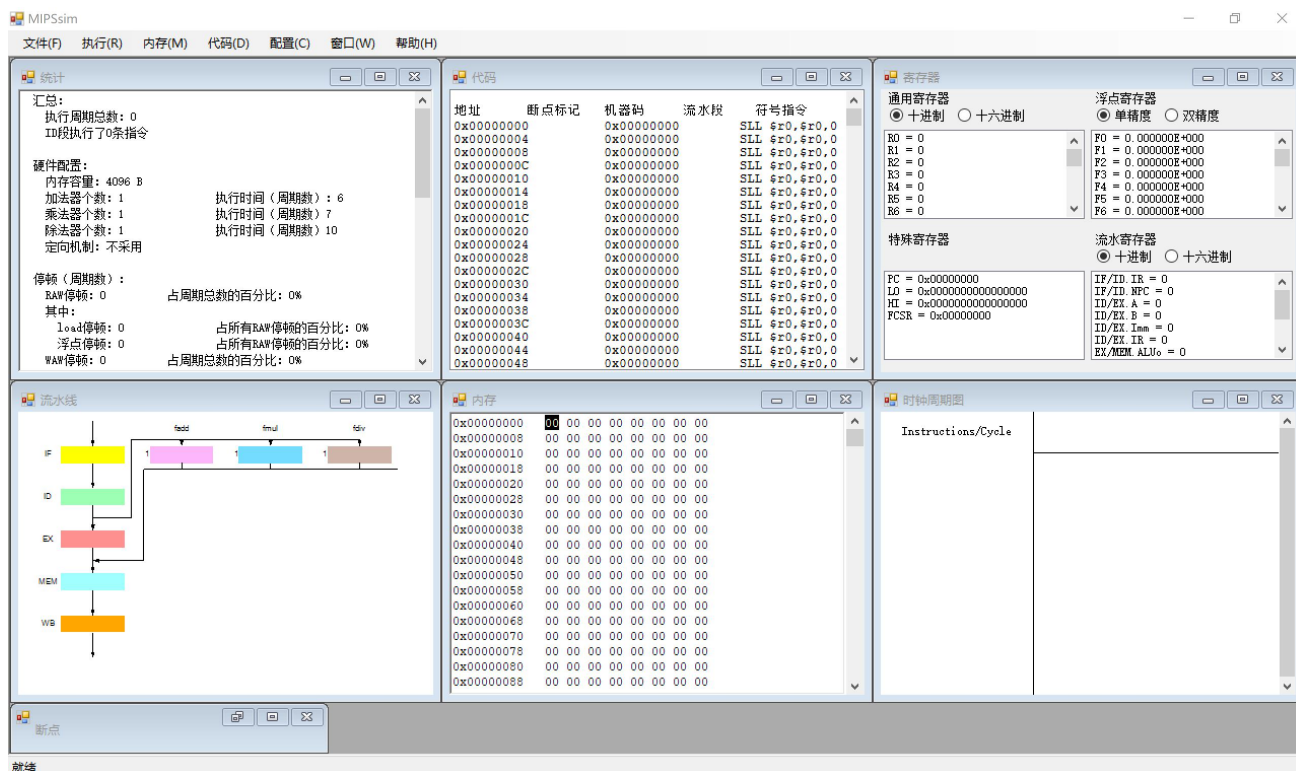 MIPSsim
文件(F) 执行(R) 内存(M) 代码(D) 配置(C) 窗口(W) 帮助(H)
统计
汇总:
执行周期总数: 0
ID段执行了0条指令
硬件配置:
内存容量: 4096 B
加法器个数: 1 执行时间（周期数）: 6
乘法器个数: 1 执行时间（周期数）7
除法器个数: 1 执行时间（周期数）10
定向机制: 不采用
停顿（周期数）:
RAW停顿: 0 占周期总数的百分比: 0%
其中:
load停顿: 0 占所有RAW停顿的百分比: 0%
浮点停顿: 0 占所有RAW停顿的百分比: 0%
WAW停顿: 0 占周期总数的百分比: 0%
代码
地址 断点标记 机器码 流水段 符号指令
0x00000000 0x00000000 SLL $r0,$r0,0
0x00000004 0x00000000 SLL $r0,$r0,0
0x00000008 0x00000000 SLL $r0,$r0,0
0x0000000C 0x00000000 SLL $r0,$r0,0
0x00000010 0x00000000 SLL $r0,$r0,0
0x00000014 0x00000000 SLL $r0,$r0,0
0x00000018 0x00000000 SLL $r0,$r0,0
0x0000001C 0x00000000 SLL $r0,$r0,0
0x00000020 0x00000000 SLL $r0,$r0,0
0x00000024 0x00000000 SLL $r0,$r0,0
0x00000028 0x00000000 SLL $r0,$r0,0
0x0000002C 0x00000000 SLL $r0,$r0,0
0x00000030 0x00000000 SLL $r0,$r0,0
0x00000034 0x00000000 SLL $r0,$r0,0
0x00000038 0x00000000 SLL $r0,$r0,0
0x0000003C 0x00000000 SLL $r0,$r0,0
0x00000040 0x00000000 SLL $r0,$r0,0
0x00000044 0x00000000 SLL $r0,$r0,0
0x00000048 0x00000000 SLL $r0,$r0,0
寄存器
通用寄存器
十进制 十六进制
R0 = 0
R1 = 0
R2 = 0
R3 = 0
R4 = 0
R5 = 0
R6 = 0
浮点寄存器
单精度 双精度
F0 = 0.000000E+000
F1 = 0.000000E+000
F2 = 0.000000E+000
F3 = 0.000000E+000
F4 = 0.000000E+000
F5 = 0.000000E+000
F6 = 0.000000E+000
特殊寄存器
PC = 0x00000000
LO = 0x0000000000000000
HI = 0x0000000000000000
FCSR = 0x00000000
流水寄存器
十进制 十六进制
IF/ID.IR = 0
IF/ID.NPC = 0
ID/EX.A = 0
ID/EX.B = 0
ID/EX.Imm = 0
ID/EX.IR = 0
EX/MEM.ALUo = 0
流水线
fadd fmul fdiv
IF 1 1 1
ID
EX
MEM
WB
内存
0x00000000 00 00 00 00 00 00 00 00
0x00000008 00 00 00 00 00 00 00 00
0x00000010 00 00 00 00 00 00 00 00
0x00000018 00 00 00 00 00 00 00 00
0x00000020 00 00 00 00 00 00 00 00
0x00000028 00 00 00 00 00 00 00 00
0x00000030 00 00 00 00 00 00 00 00
0x00000038 00 00 00 00 00 00 00 00
0x00000040 00 00 00 00 00 00 00 00
0x00000048 00 00 00 00 00 00 00 00
0x00000050 00 00 00 00 00 00 00 00
0x00000058 00 00 00 00 00 00 00 00
0x00000060 00 00 00 00 00 00 00 00
0x00000068 00 00 00 00 00 00 00 00
0x00000070 00 00 00 00 00 00 00 00
0x00000078 00 00 00 00 00 00 00 00
0x00000080 00 00 00 00 00 00 00 00
0x00000088 00 00 00 00 00 00 00 00
时钟周期图
Instructions/Cycle
断点
就绪